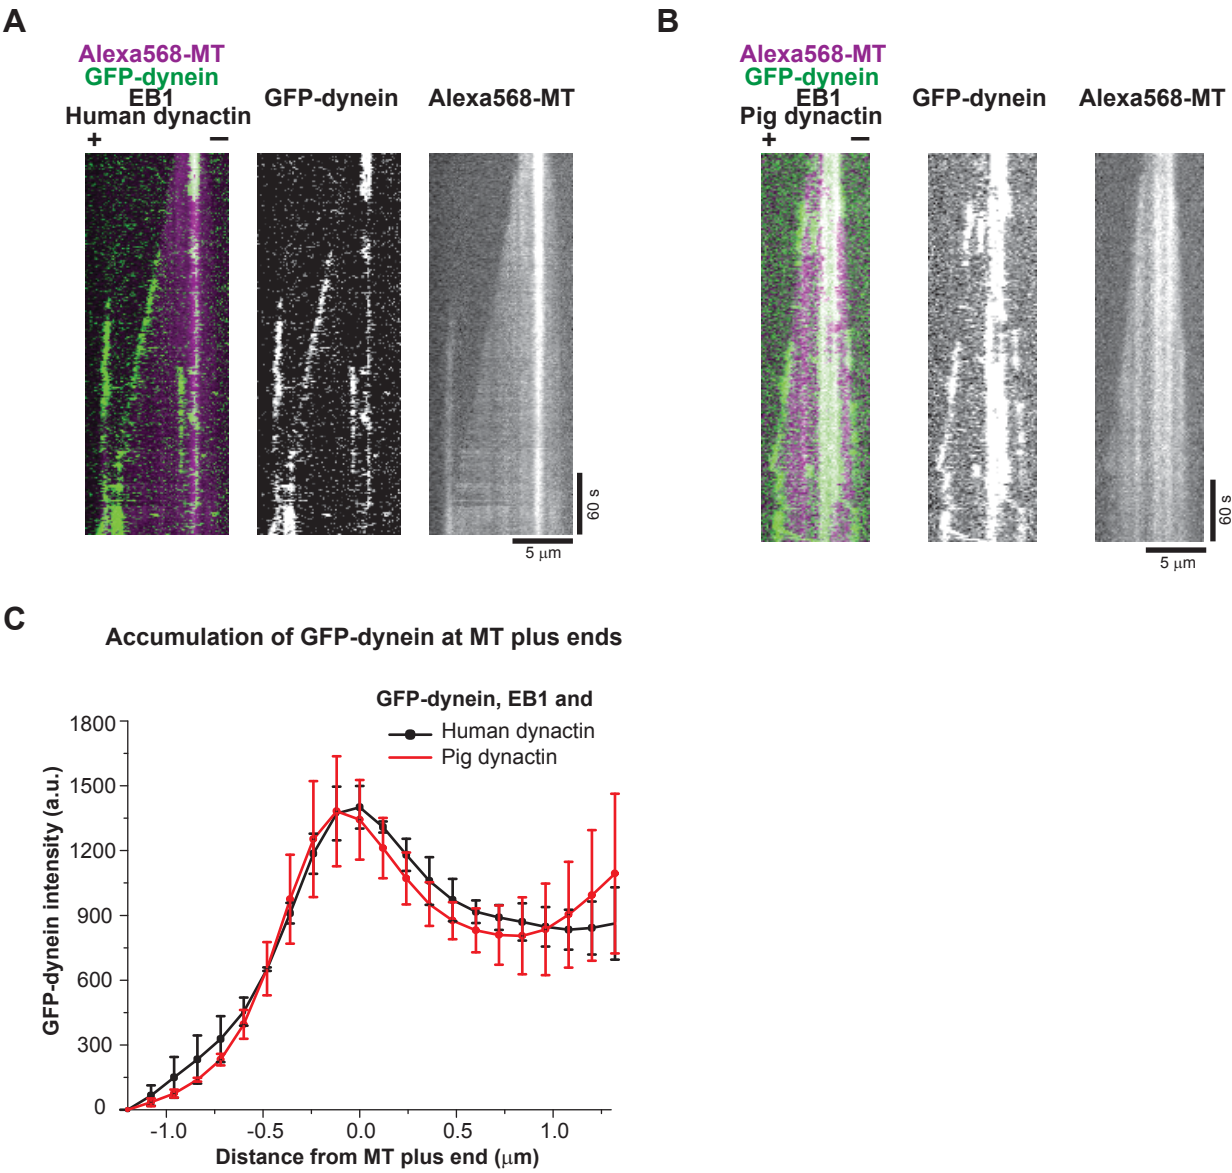 A
Alexa568-MT
GFP-dynein
EB1
Human dynactin
+ −
GFP-dynein
Alexa568-MT
60 s
5 μm
B
Alexa568-MT
GFP-dynein
EB1
Pig dynactin
+ −
GFP-dynein
Alexa568-MT
60 s
5 μm
C
Accumulation of GFP-dynein at MT plus ends
GFP-dynein, EB1 and
Human dynactin
Pig dynactin
GFP-dynein intensity (a.u.)
1800
1500
1200
900
600
300
0
-1.0 -0.5 0.0 0.5 1.0
Distance from MT plus end (μm)